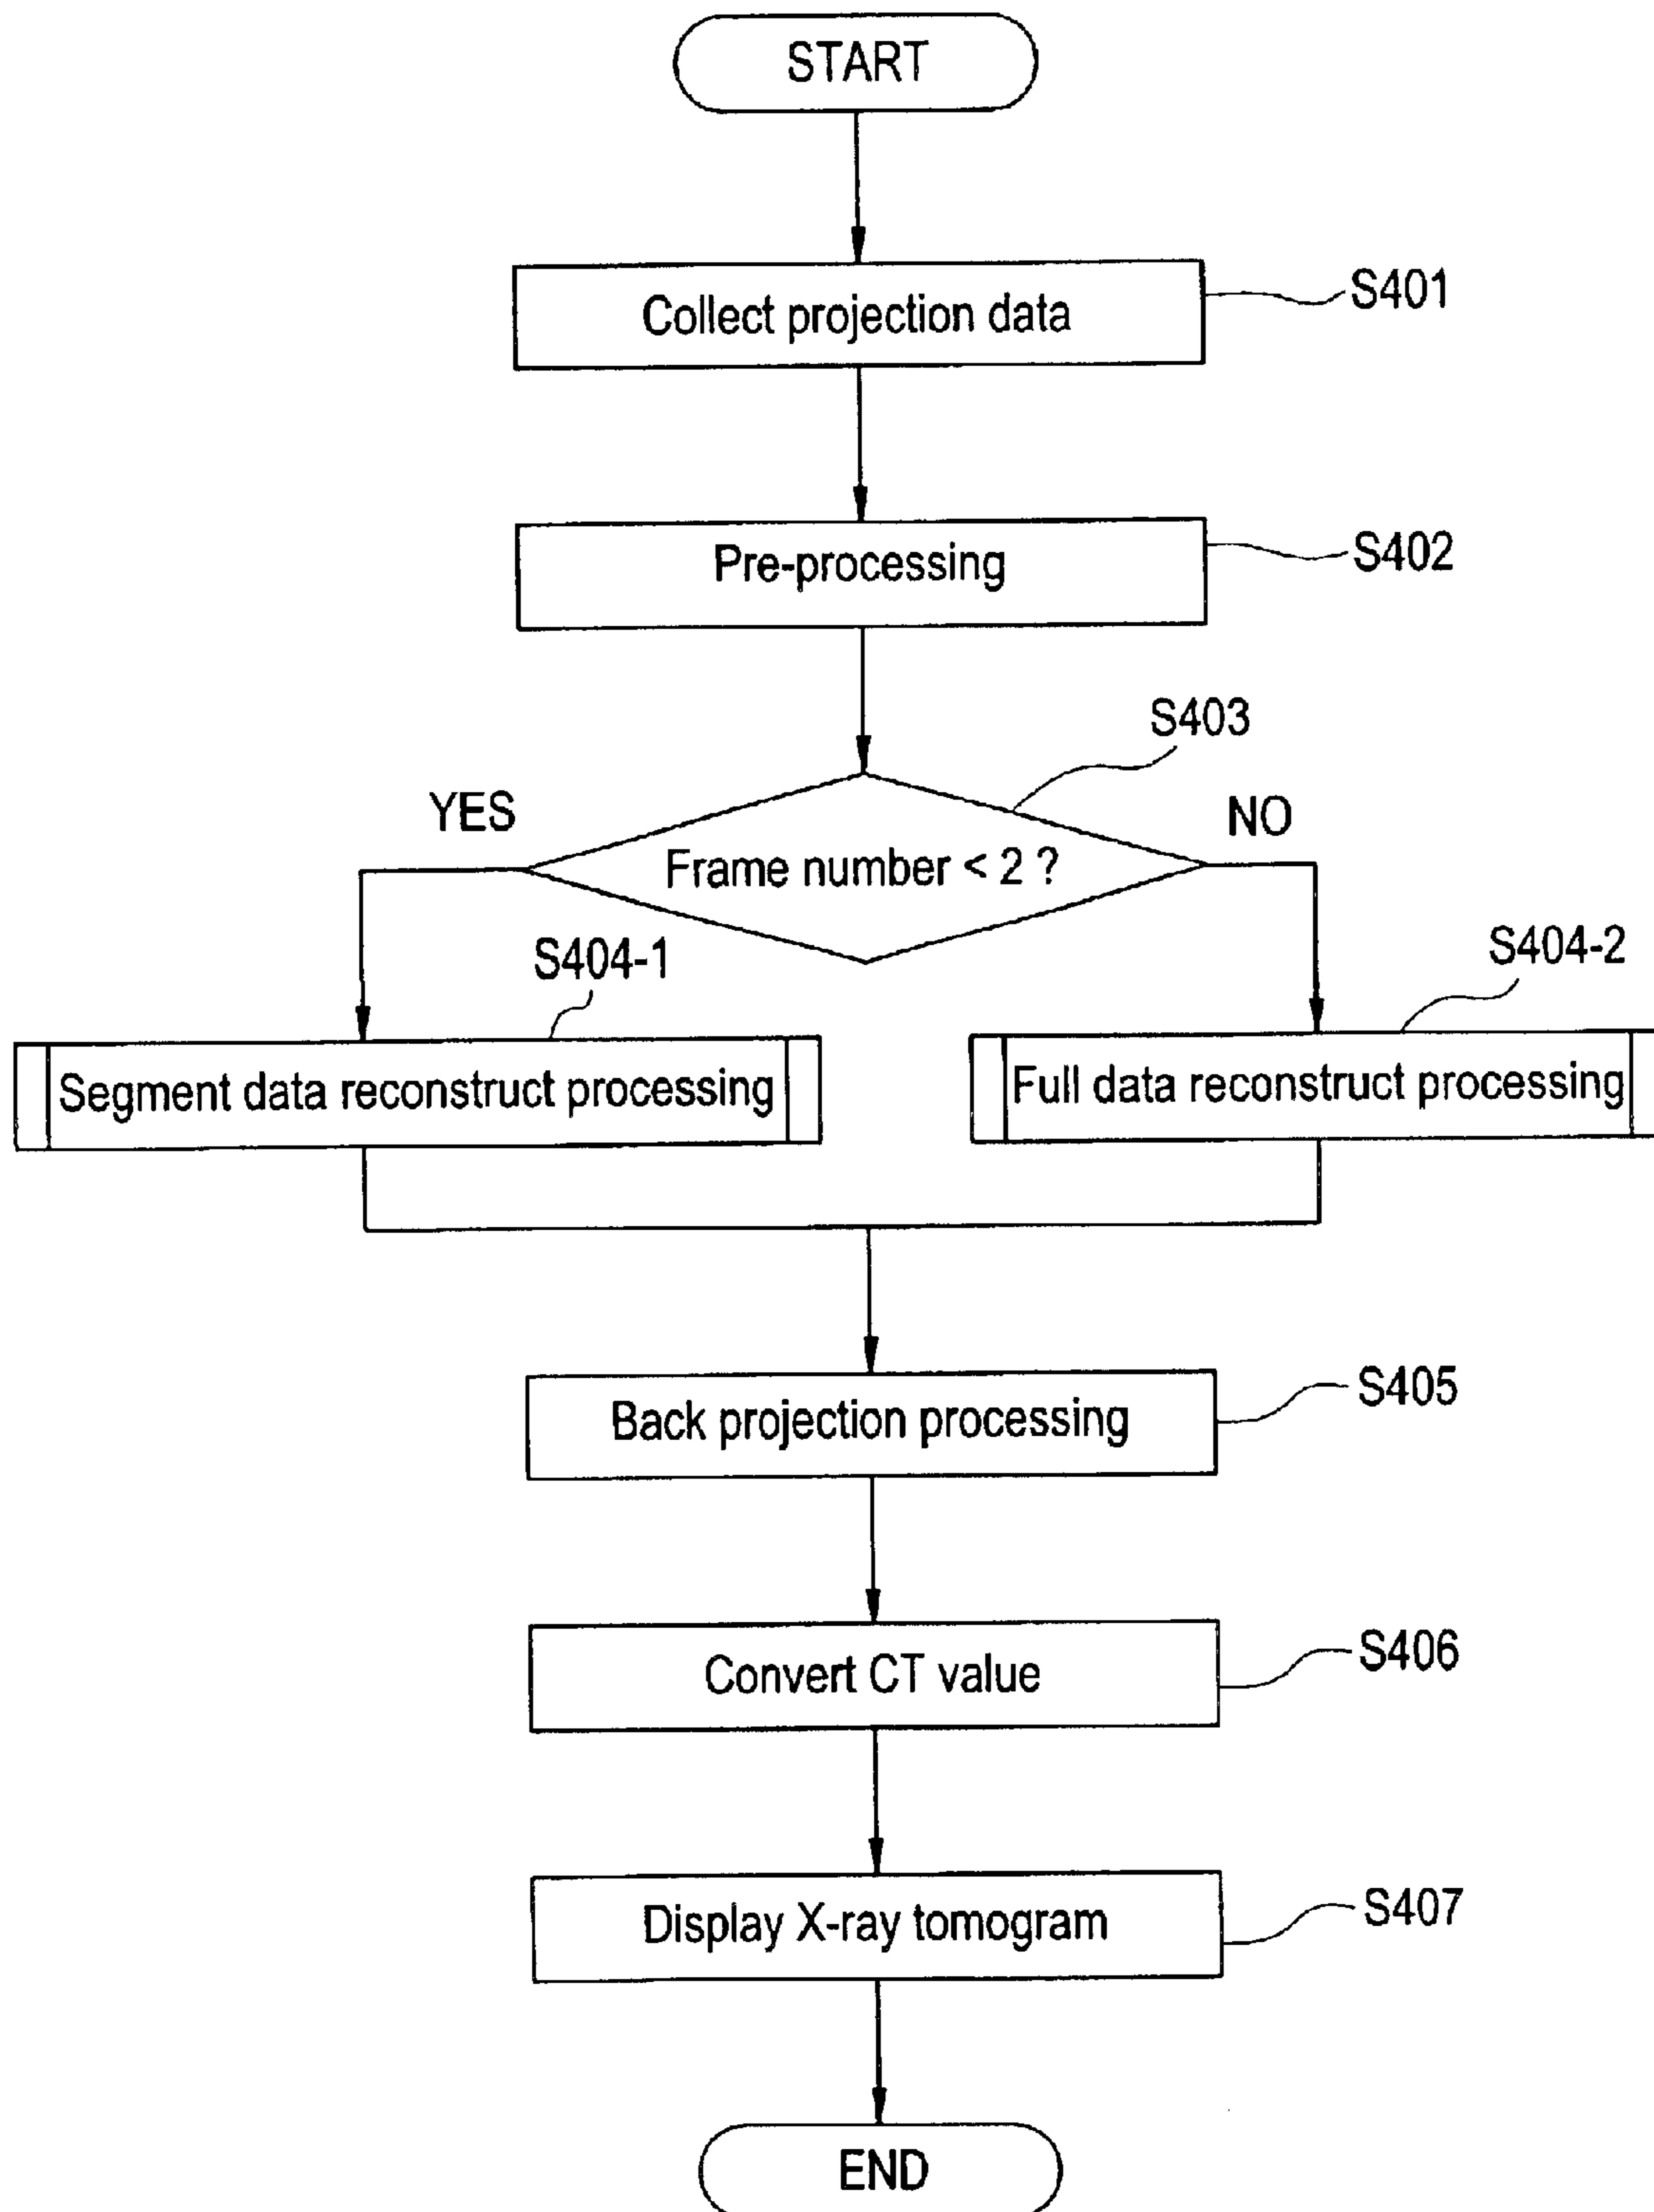 START
Collect projection data
S401
Pre-processing
S402
S403
YES
NO
Frame number < 2 ?
S404-1
S404-2
Segment data reconstruct processing
Full data reconstruct processing
Back projection processing
S405
Convert CT value
S406
Display X-ray tomogram
S407
END